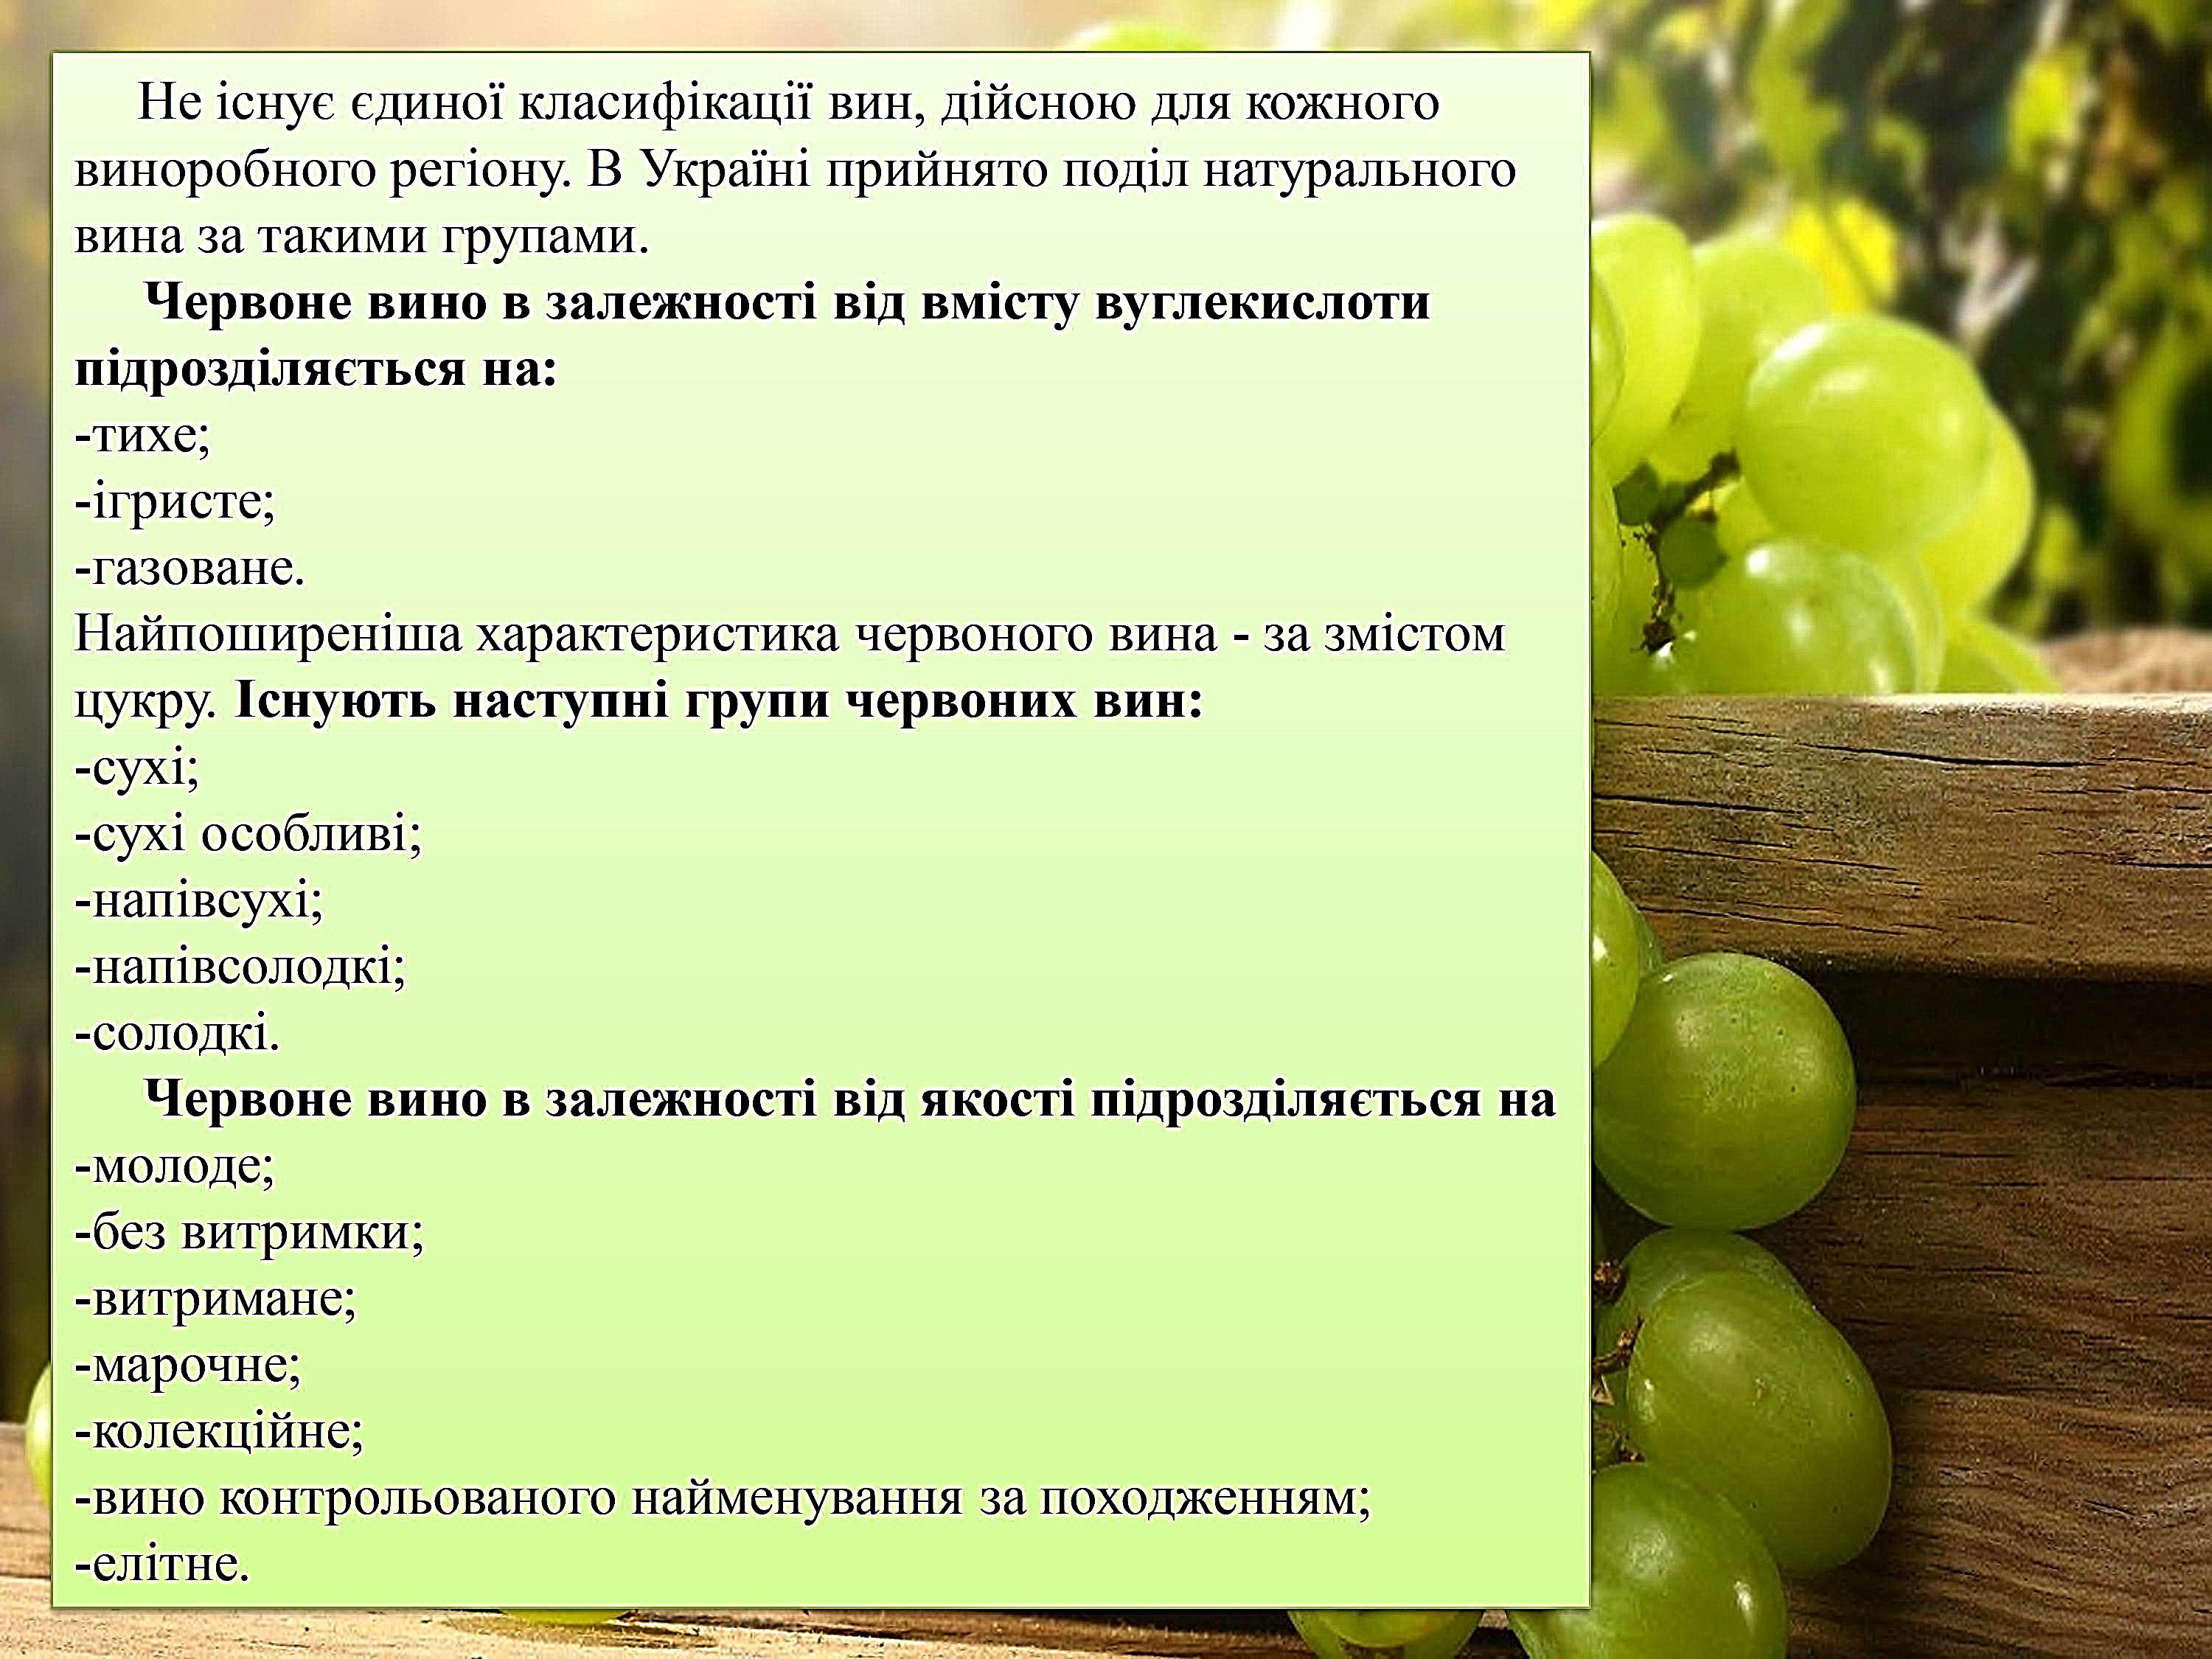 Не існує єдиної класифікації вин, дійсною для кожного
виноробного регіону. В Україні прийнято поділ натурального
вина за такими групами.
Червоне вино в залежності від вмісту вуглекислоти
підрозділяється на:
-тихе;
-ігристе;
-газоване.
Найпоширеніша характеристика червоного вина - за змістом
цукру. Існують наступні групи червоних вин:
-сухі;
-сухі особливі;
-напівсухі;
-напівсолодкі;
-солодкі.
Червоне вино в залежності від якості підрозділяється на
-молоде;
-без витримки;
-витримане;
-марочне;
-колекційне;
-вино контрольованого найменування за походженням;
-елітне.